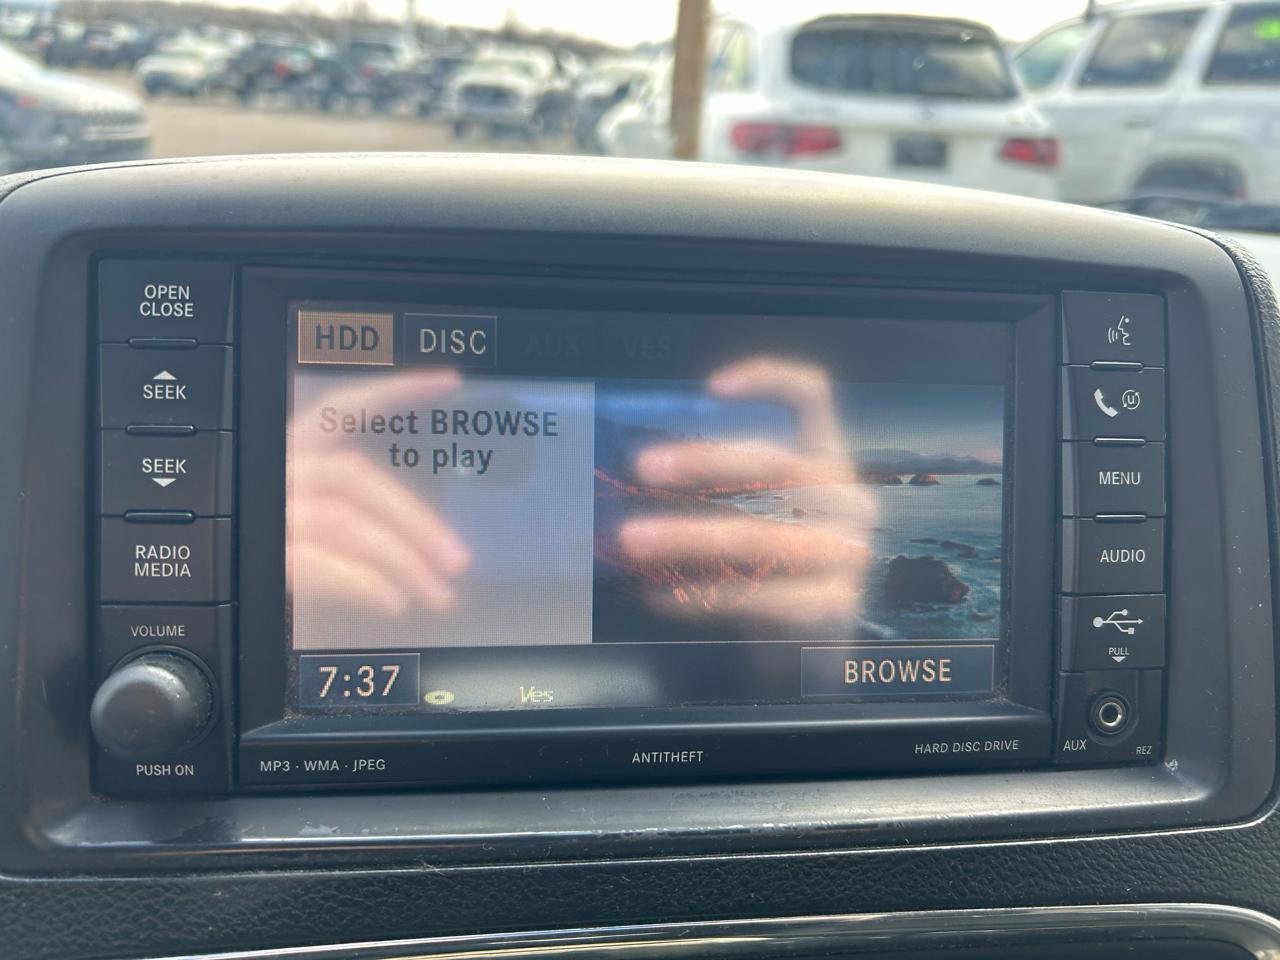 OPEN
CLOSE
SEEK
SEEK
RADIO
MEDIA
VOLUME
PUSH ON
HDD DISC AUX VES
Select BROWSE
to play
7:37 Ves BROWSE
MP3 · WMA · JPEG ANTITHEFT HARD DISC DRIVE
U
MENU
AUDIO
PULL
AUX REZ